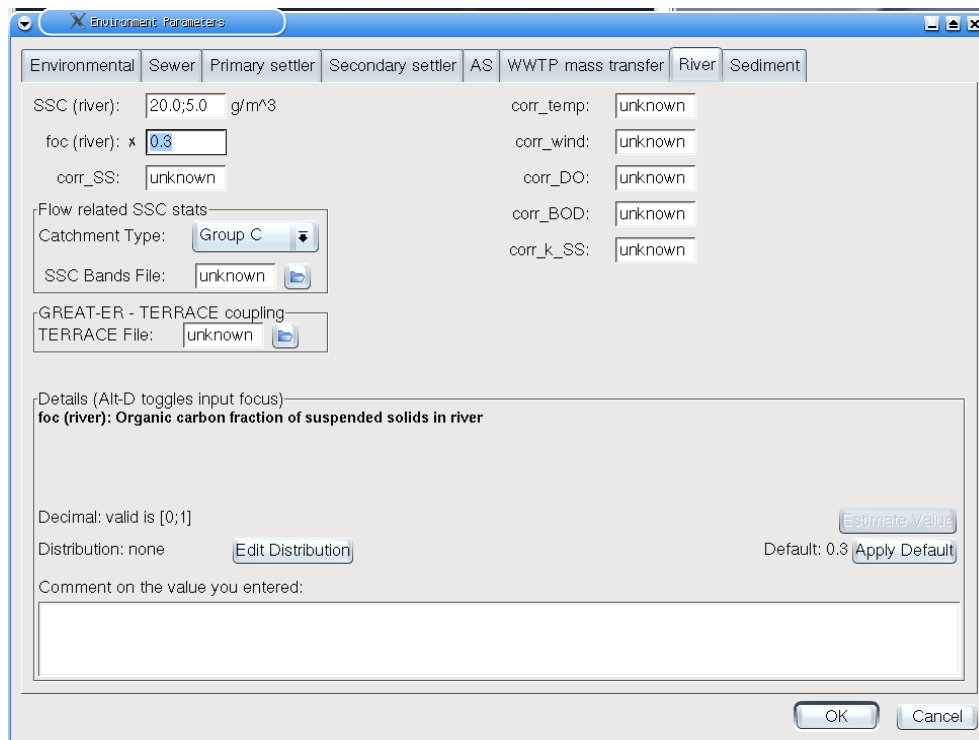 Environment Parameters
Environmental Sewer Primary settler Secondary settler AS WWTP mass transfer River Sediment
SSC (river): 20.0;5.0 g/m^3 corr_temp: unknown
foc (river): x 0.3 corr_wind: unknown
corr_SS: unknown corr_DO: unknown
Flow related SSC stats corr_BOD: unknown
Catchment Type: Group C corr_k_SS: unknown
SSC Bands File: unknown
GREAT-ER - TERRACE coupling
TERRACE File: unknown
Details (Alt-D toggles input focus)
foc (river): Organic carbon fraction of suspended solids in river
Decimal: valid is [0;1] Estimate Value
Distribution: none Edit Distribution Default: 0.3 Apply Default
Comment on the value you entered:
OK Cancel